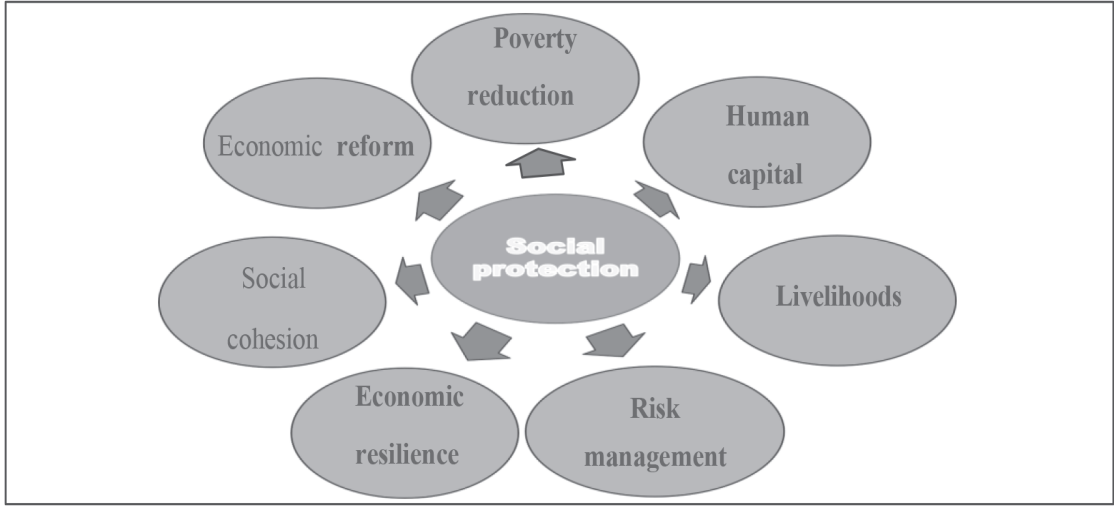 Poverty
reduction
Human
capital
Economic reform
Social
protection
Social
cohesion
Livelihoods
Economic
resilience
Risk
management